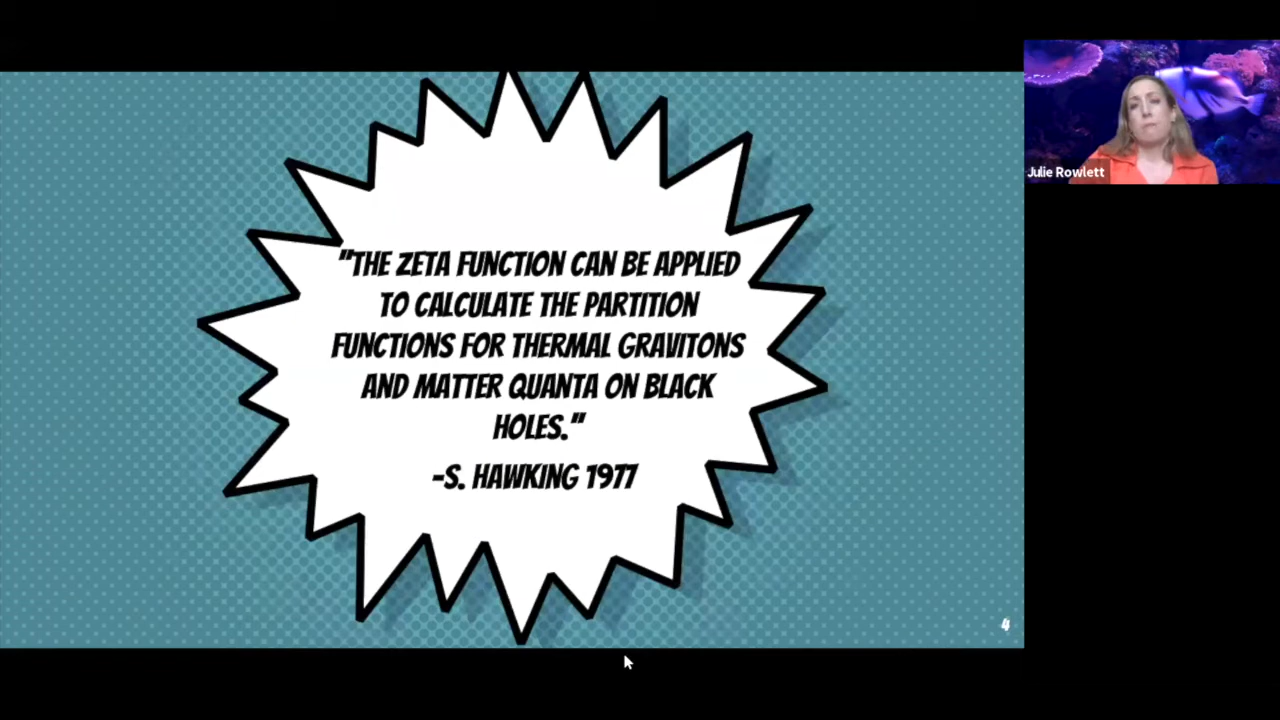 "THE ZETA FUNCTION CAN BE APPLIED
TO CALCULATE THE PARTITION
FUNCTIONS FOR THERMAL GRAVITONS
AND MATTER QUANTA ON BLACK
HOLES."
-S. HAWKING 1977
4
Julie Rowlett